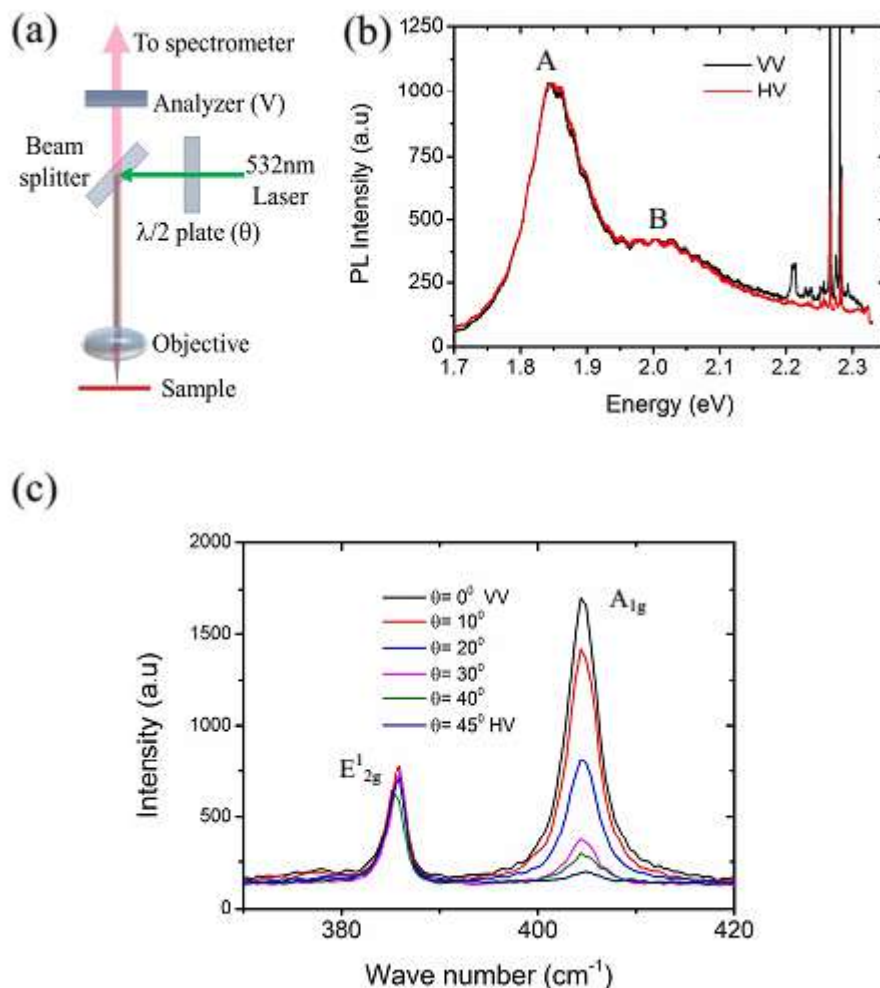 (a)
To spectrometer
Analyzer (V)
Beam
splitter
532nm
Laser
λ/2 plate (θ)
Objective
Sample
(b)
1250
1000
750
500
250
0
PL Intensity (a.u)
A
B
VV
HV
1.7 1.8 1.9 2.0 2.1 2.2 2.3
Energy (eV)
(c)
2000
1500
1000
500
0
Intensity (a.u)
θ= 0⁰ VV
θ= 10⁰
θ= 20⁰
θ= 30⁰
θ= 40⁰
θ= 45⁰ HV
E¹₂g
A₁g
380 400 420
Wave number (cm⁻¹)